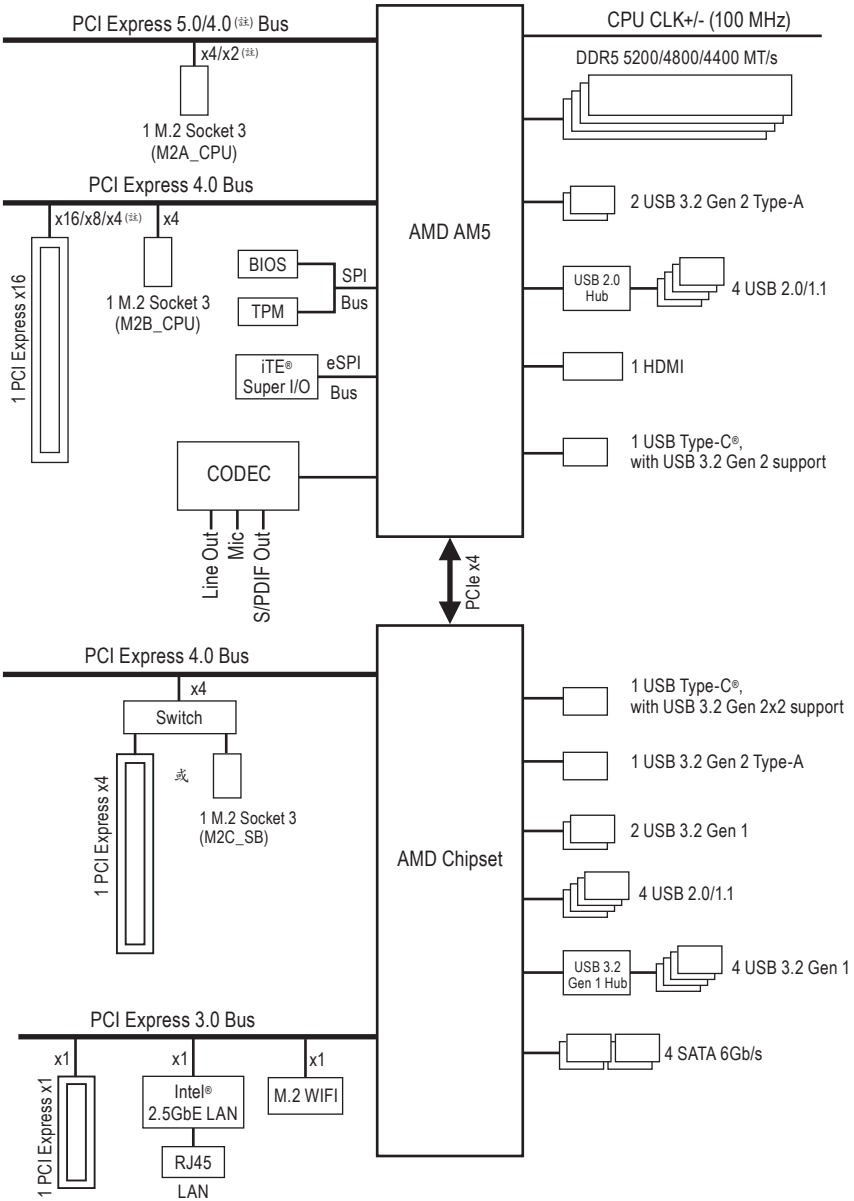 PCI Express 5.0/4.0 (註) Bus
x4/x2 (註)
1 M.2 Socket 3
(M2A_CPU)
PCI Express 4.0 Bus
x16/x8/x4 (註)
x4
1 PCI Express x16
1 M.2 Socket 3
(M2B_CPU)
BIOS
TPM
SPI
Bus
iTE®
Super I/O
eSPI
Bus
CODEC
Line Out
Mic
S/PDIF Out
AMD AM5
CPU CLK+/- (100 MHz)
DDR5 5200/4800/4400 MT/s
2 USB 3.2 Gen 2 Type-A
USB 2.0
Hub
4 USB 2.0/1.1
1 HDMI
1 USB Type-C®,
with USB 3.2 Gen 2 support
PCIe x4
PCI Express 4.0 Bus
x4
Switch
1 PCI Express x4
或
1 M.2 Socket 3
(M2C_SB)
AMD Chipset
1 USB Type-C®,
with USB 3.2 Gen 2x2 support
1 USB 3.2 Gen 2 Type-A
2 USB 3.2 Gen 1
4 USB 2.0/1.1
USB 3.2
Gen 1 Hub
4 USB 3.2 Gen 1
4 SATA 6Gb/s
PCI Express 3.0 Bus
x1
x1
x1
1 PCI Express x1
Intel®
2.5GbE LAN
M.2 WIFI
RJ45
LAN